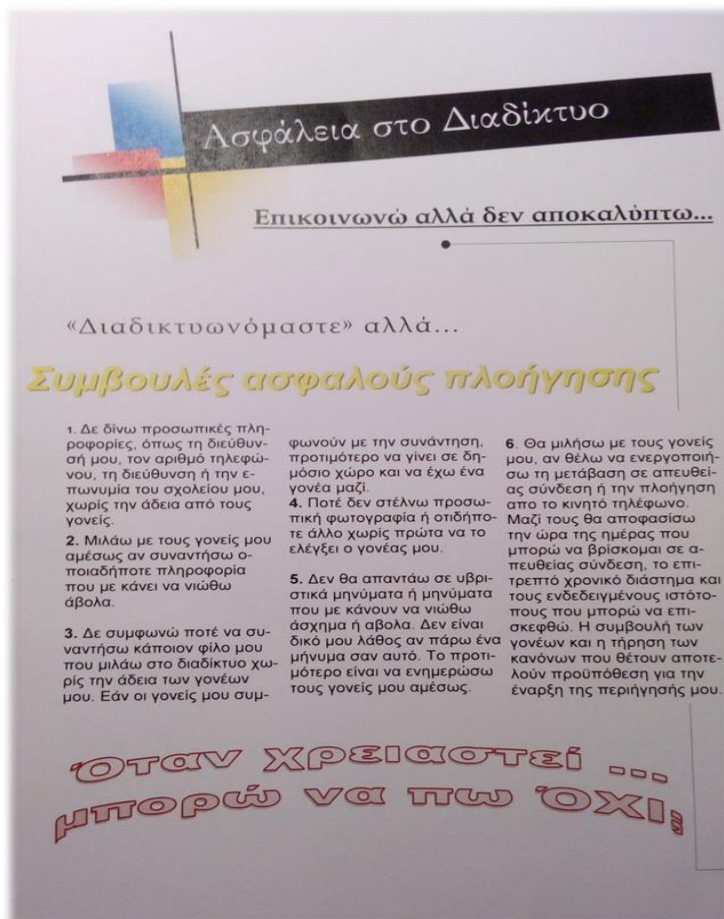 Ασφάλεια στο Διαδίκτυο
Επικοινωνώ αλλά δεν αποκαλύπτω...
«Διαδικτυωνόμαστε» αλλά...
Συμβουλές ασφαλούς πλοήγησης
1. Δε δίνω προσωπικές πλη-
ροφορίες, όπως τη διεύθυν-
σή μου, τον αριθμό τηλεφώ-
νου, τη διεύθυνση ή την ε-
πωνυμία του σχολείου μου,
χωρίς την άδεια από τους
γονείς.
2. Μιλάω με τους γονείς μου
αμέσως αν συναντήσω ο-
ποιαδήποτε πληροφορία
που με κάνει να νιώθω
άβολα.
3. Δε συμφωνώ ποτέ να συ-
ναντήσω κάποιον φίλο μου
που μιλάω στο διαδίκτυο χω-
ρίς την άδεια των γονέων
μου. Εάν οι γονείς μου συμ-
φωνούν με την συνάντηση,
προτιμότερο να γίνει σε δη-
μόσιο χώρο και να έχω ένα
γονέα μαζί.
4. Ποτέ δεν στέλνω προσω-
πική φωτογραφία ή οτιδήπο-
τε άλλο χωρίς πρώτα να το
ελέγξει ο γονέας μου.
5. Δεν θα απαντάω σε υβρι-
στικά μηνύματα ή μηνύματα
που με κάνουν να νιώθω
άσχημα ή αβολα. Δεν είναι
δικό μου λάθος αν πάρω ένα
μήνυμα σαν αυτό. Το προτι-
μότερο είναι να ενημερώσω
τους γονείς μου αμέσως.
6. Θα μιλήσω με τους γονείς
μου, αν θέλω να ενεργοποιή-
σω τη μετάβαση σε απευθεί-
ας σύνδεση ή την πλοήγηση
απο το κινητό τηλέφωνο.
Μαζί τους θα αποφασίσω
την ώρα της ημέρας που
μπορώ να βρίσκομαι σε α-
πευθείας σύνδεση, το επι-
τρεπτό χρονικό διάστημα και
τους ενδεδειγμένους ιστότο-
πους που μπορώ να επι-
σκεφθώ. Η συμβουλή των
γονέων και η τήρηση των
κανόνων που θέτουν αποτε-
λούν προϋπόθεση για την
έναρξη της περιήγησής μου.
Όταν χρειαστεί ...
μπορώ να πω ΌΧΙ;